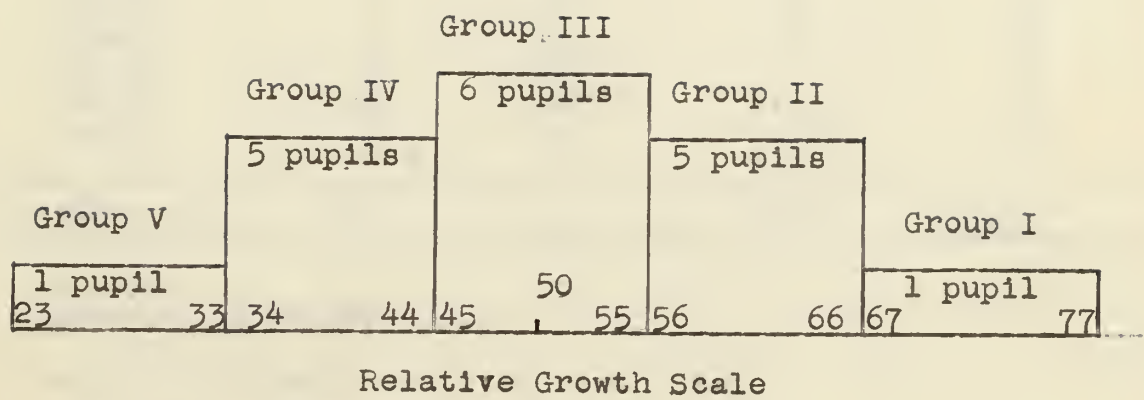 Group III
Group IV 6 pupils Group II
5 pupils 5 pupils
Group V Group I
1 pupil 50 1 pupil
23 33 34 44 45 55 56 66 67 77
Relative Growth Scale